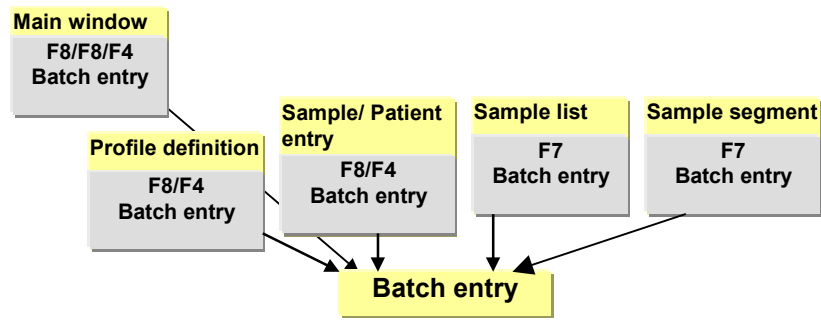 Main window
F8/F8/F4
Batch entry
Profile definition
F8/F4
Batch entry
Sample/ Patient
entry
F8/F4
Batch entry
Sample list
F7
Batch entry
Sample segment
F7
Batch entry
Batch entry